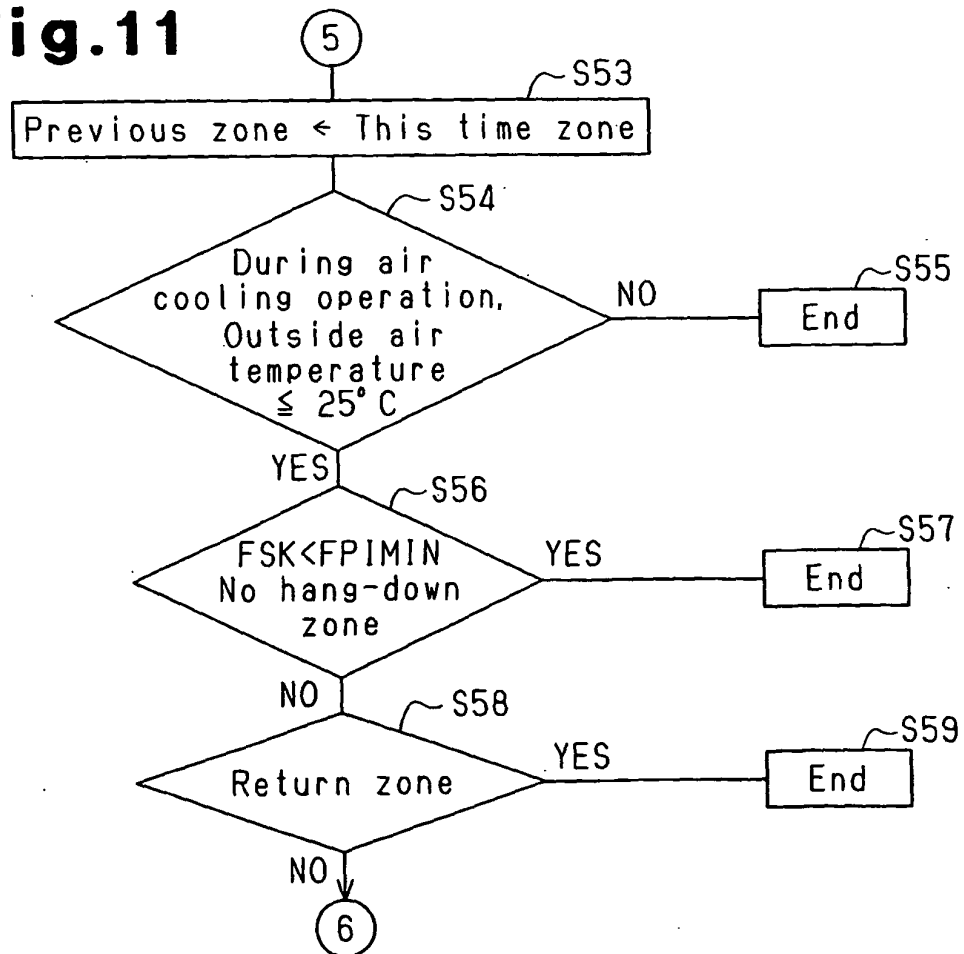 ig.11
5
S53
Previous zone ← This time zone
S54
During air
cooling operation,
Outside air
temperature
≦ 25°C
NO
S55
End
YES
S56
FSK<FPIMIN
No hang-down
zone
YES
S57
End
NO
S58
Return zone
YES
S59
End
NO
6